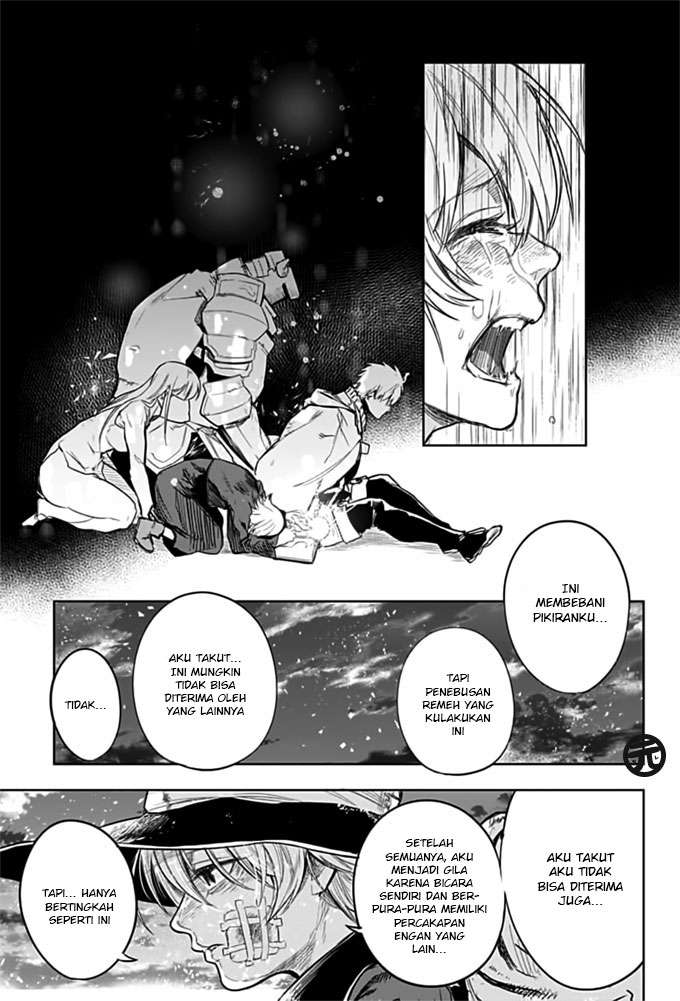 INI
MEMBEBANI
PIKIRANKU...
TAPI
PENEBUSAN
REMEH YANG
KULAKUKAN
INI
AKU TAKUT...
INI MUNGKIN
TIDAK BISA
DITERIMA OLEH
YANG LAINNYA
TIDAK...
AKU TAKUT
AKU TIDAK
BISA DITERIMA
JUGA...
SETELAH
SEMUANYA, AKU
MENJADI GILA
KARENA BICARA
SENDIRI DAN BER-
PURA-PURA MEMILIKI
PERCAKAPAN
ENGAN YANG
LAIN...
TAPI... HANYA
BERTINGKAH
SEPERTI INI